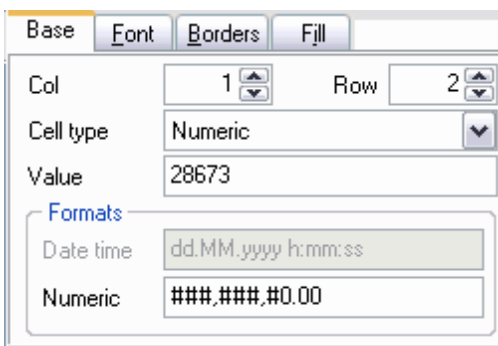 Base Font Borders Fill
Col 1 Row 2
Cell type Numeric
Value 28673
Formats
Date time dd.MM.yyyy h:mm:ss
Numeric ###,###,#0.00